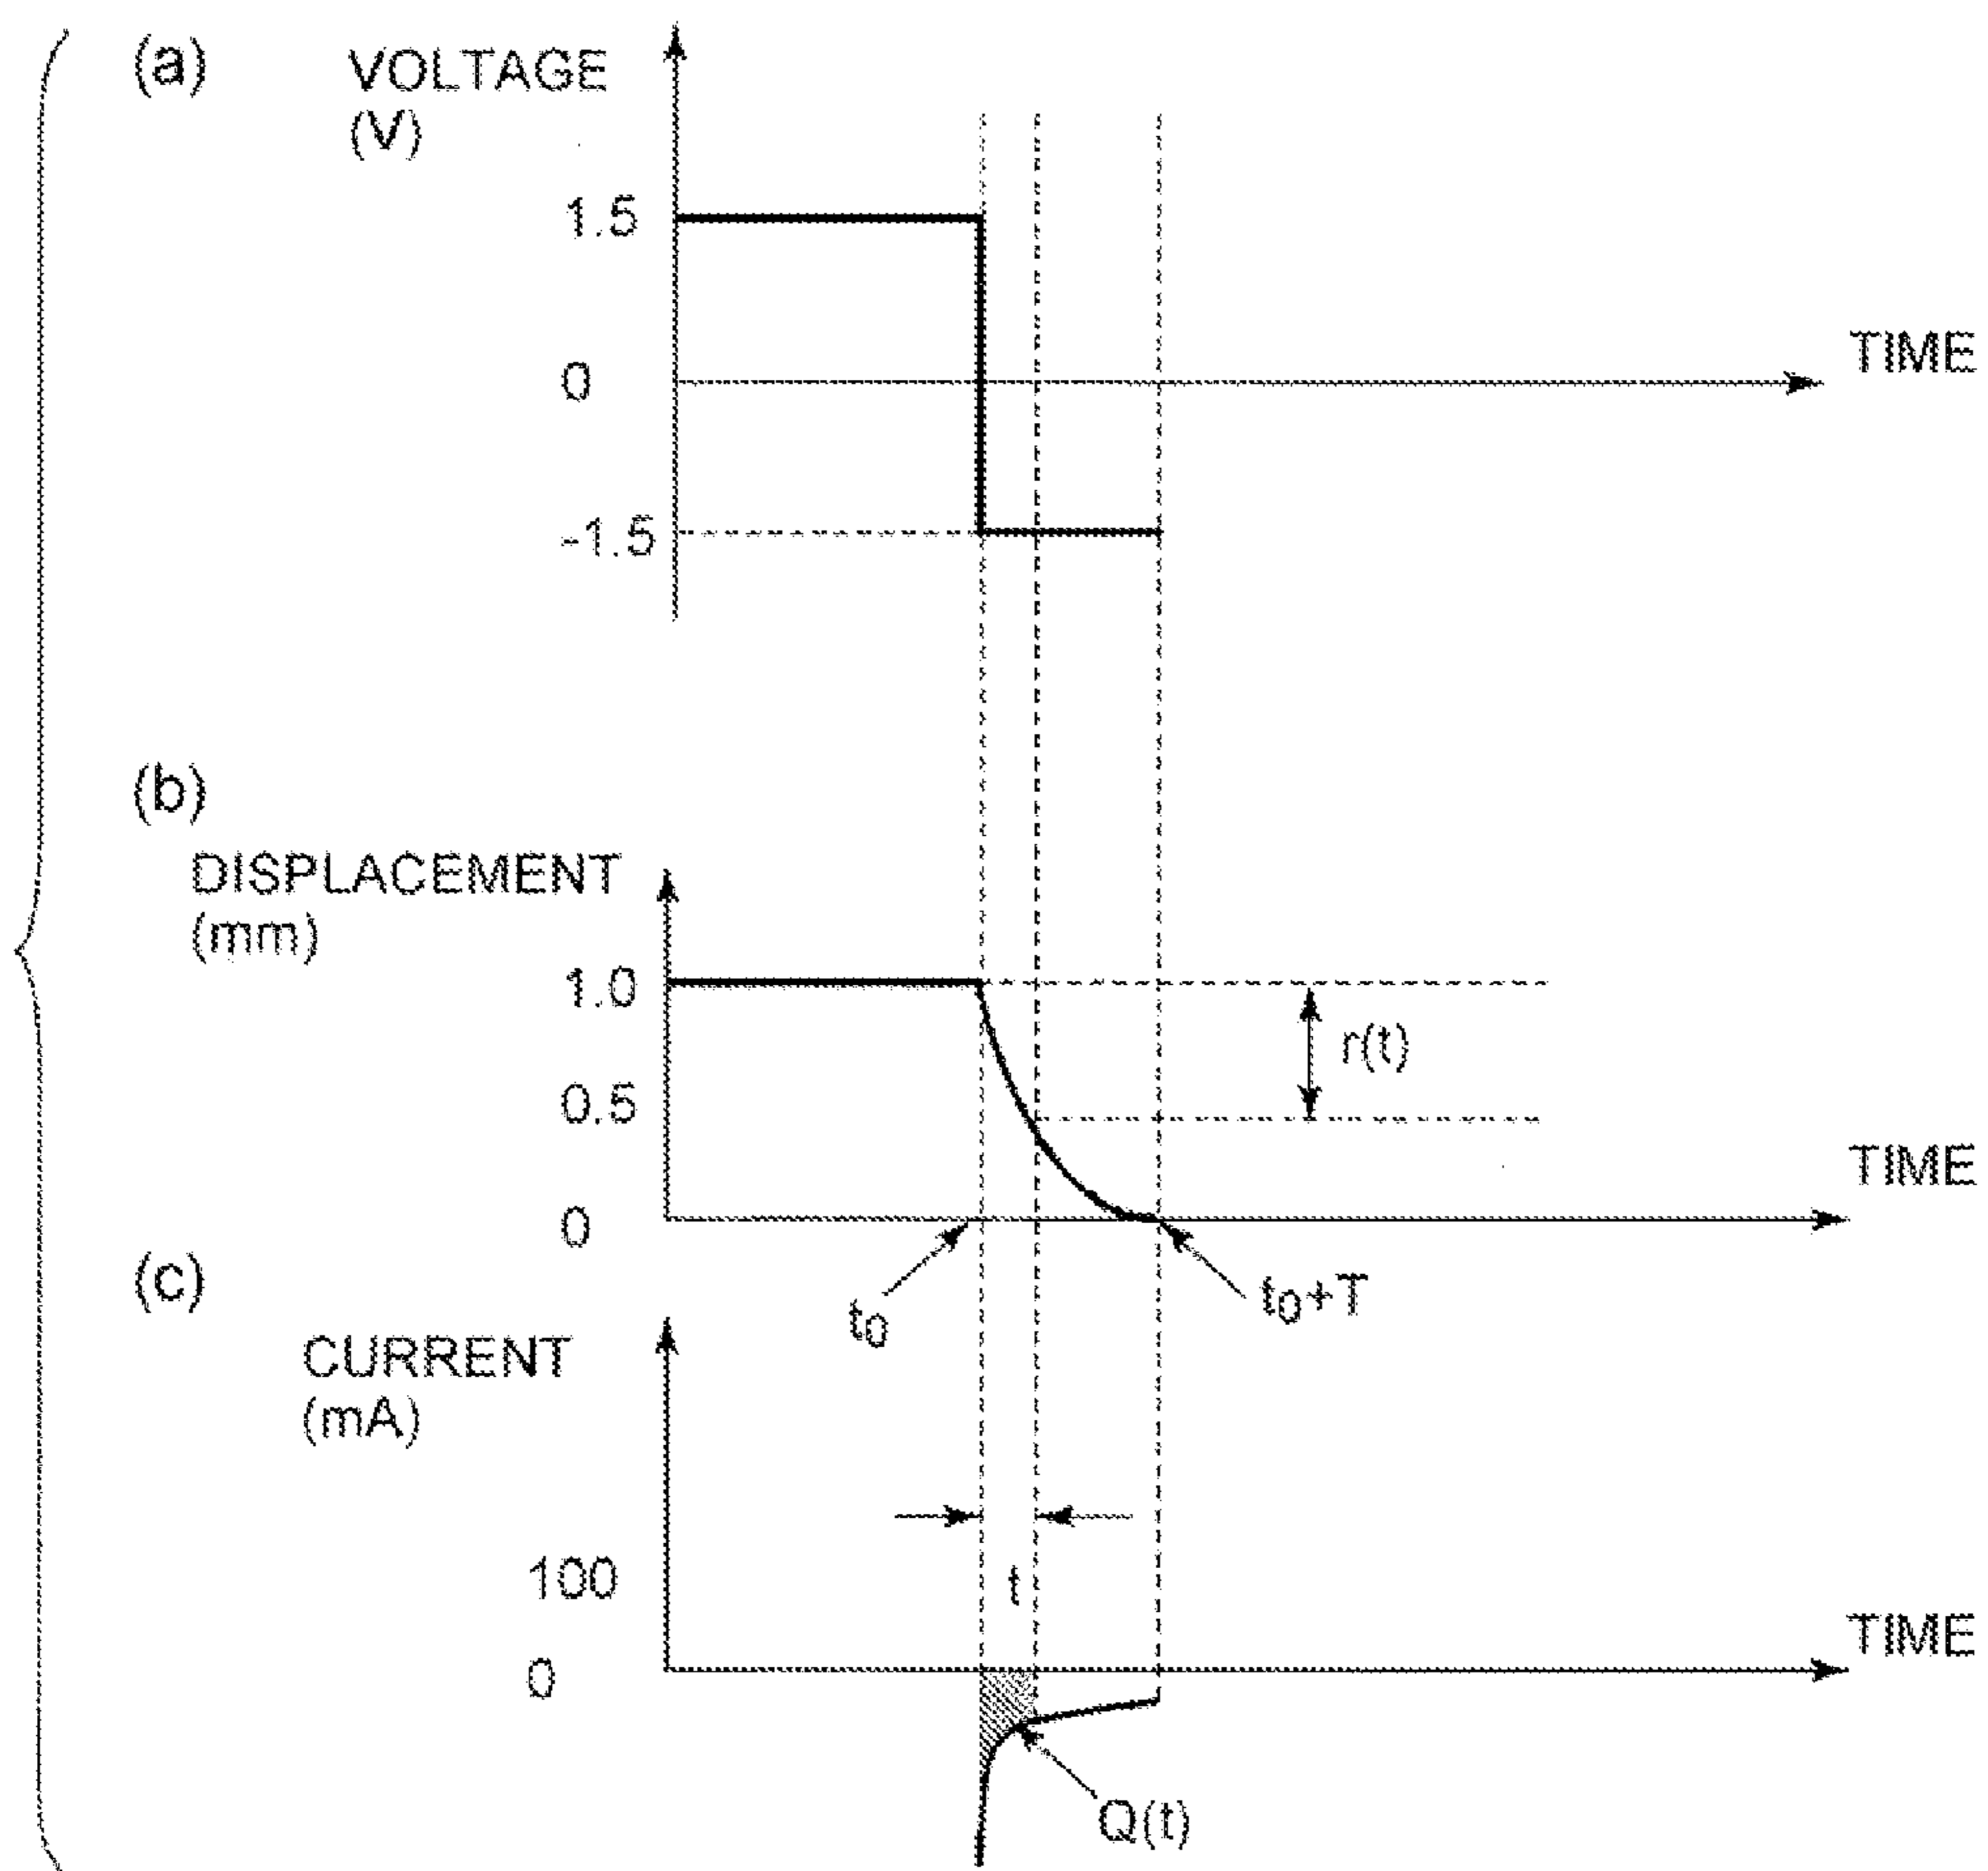 (a)
VOLTAGE
(V)
1.5
0
-1.5
TIME
(b)
DISPLACEMENT
(mm)
1.0
0.5
0
r(t)
TIME
t0
t0+T
(c)
CURRENT
(mA)
100
0
t
TIME
Q(t)